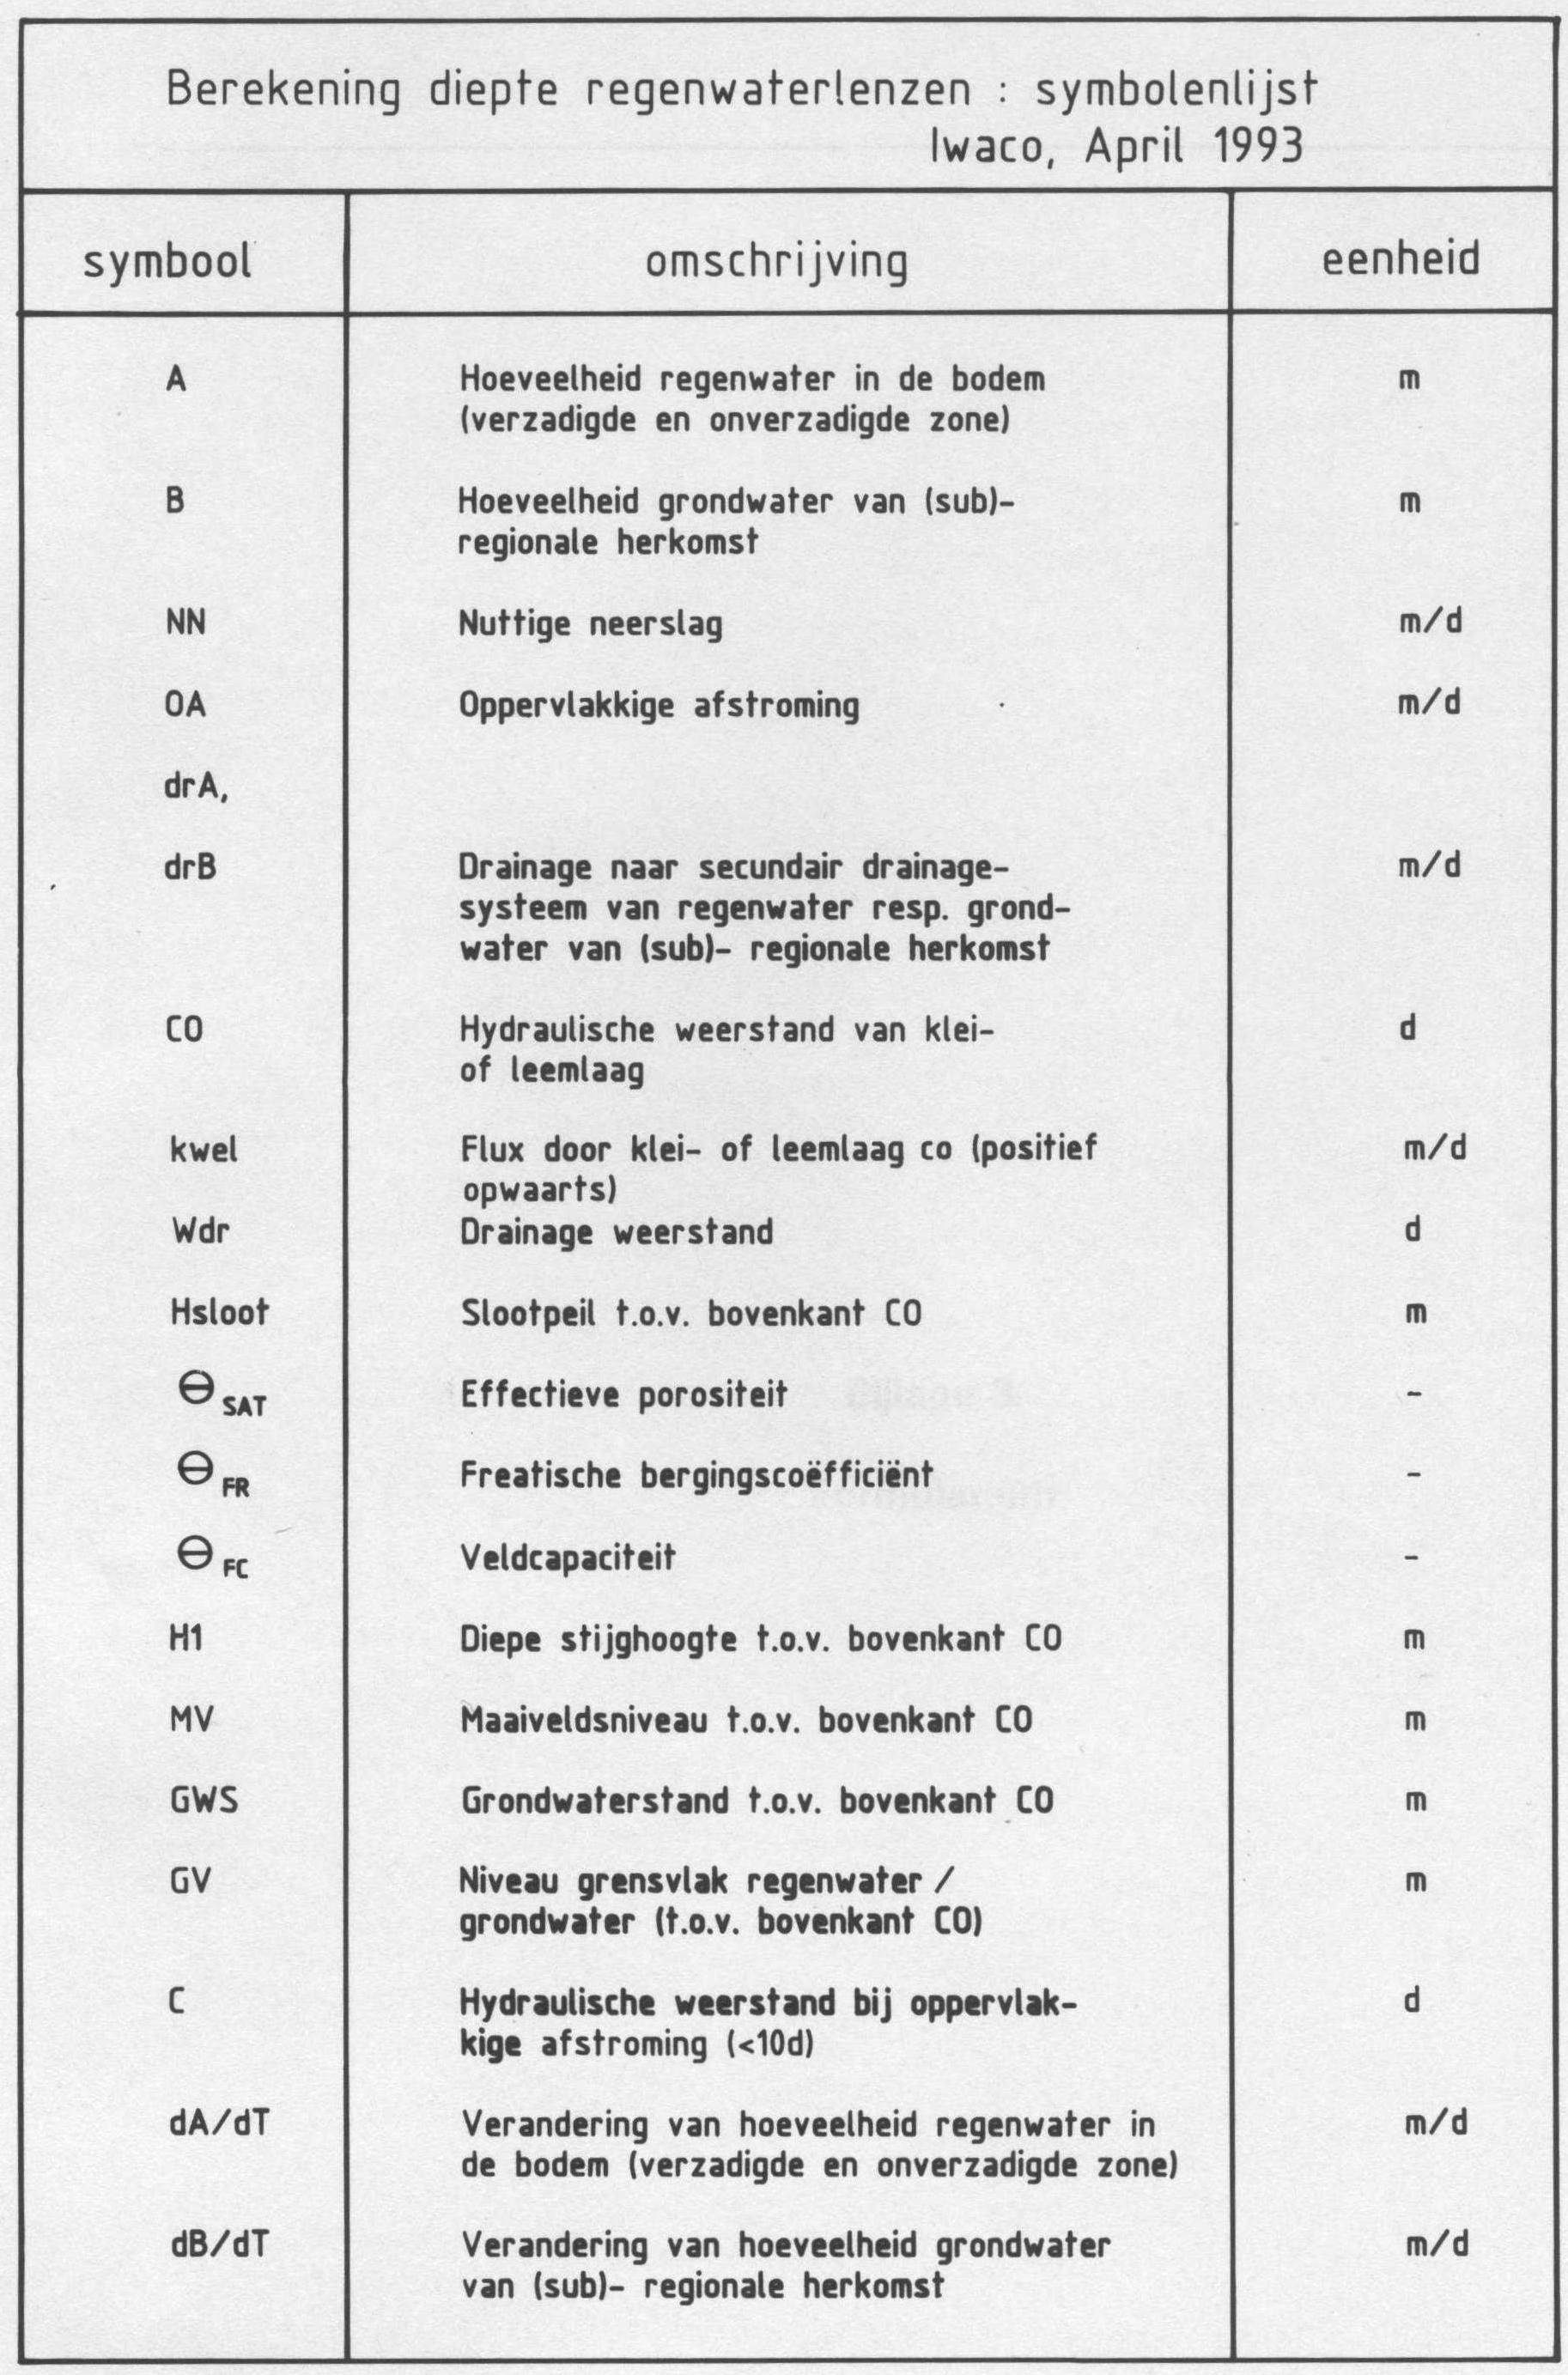 Berekening diepte regenwaterlenzen : symbolenlijst
Iwaco, April 1993
symbool omschrijving eenheid
A Hoeveelheid regenwater in de bodem m
(verzadigde en onverzadigde zone)
B Hoeveelheid grondwater van (sub)- m
regionale herkomst
NN Nuttige neerslag m/d
OA Oppervlakkige afstroming m/d
drA,
drB Drainage naar secundair drainage- m/d
systeem van regenwater resp. grond-
water van (sub)- regionale herkomst
CO Hydraulische weerstand van klei- d
of leemlaag
kwel Flux door klei- of leemlaag co (positief m/d
opwaarts)
Wdr Drainage weerstand d
Hsloot Slootpeil t.o.v. bovenkant CO m
Θ SAT Effectieve porositeit -
Θ FR Freatische bergingscoëfficiënt -
Θ FC Veldcapaciteit -
H1 Diepe stijghoogte t.o.v. bovenkant CO m
MV Maaiveldsniveau t.o.v. bovenkant CO m
GWS Grondwaterstand t.o.v. bovenkant CO m
GV Niveau grensvlak regenwater / m
grondwater (t.o.v. bovenkant CO)
C Hydraulische weerstand bij oppervlak- d
kige afstroming (<10d)
dA/dT Verandering van hoeveelheid regenwater in m/d
de bodem (verzadigde en onverzadigde zone)
dB/dT Verandering van hoeveelheid grondwater m/d
van (sub)- regionale herkomst